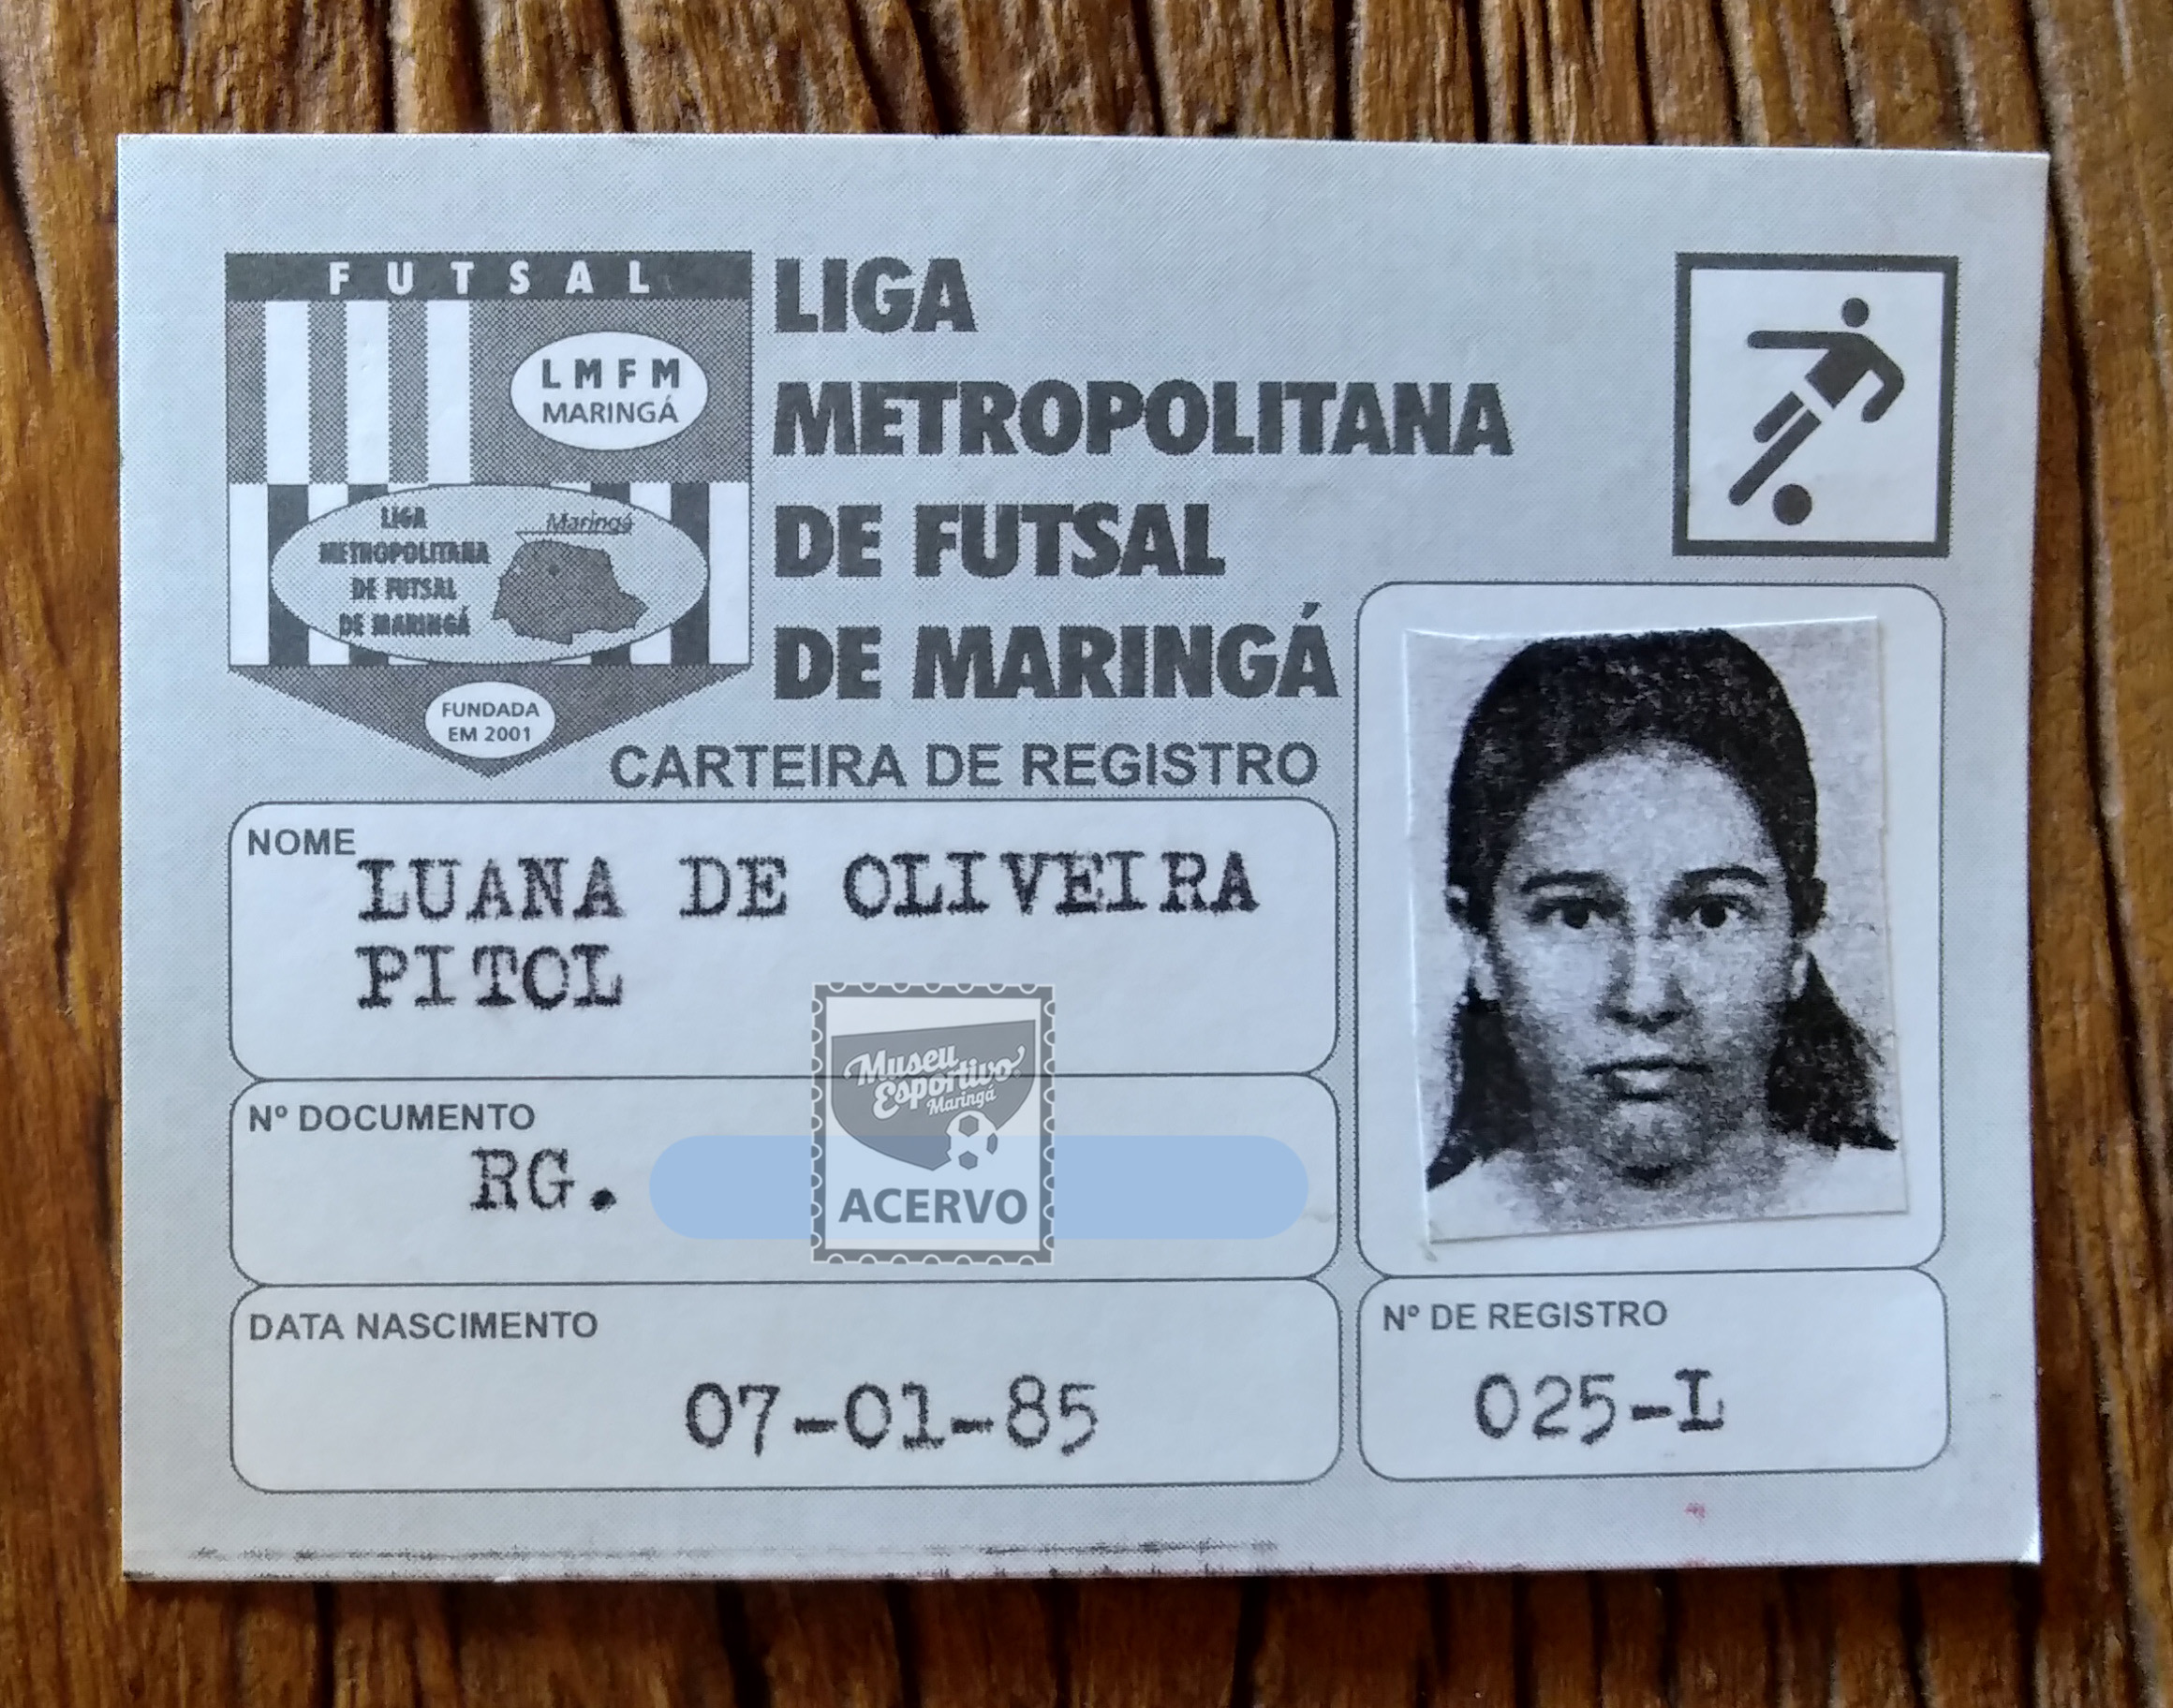 FUTSAL
LMFM
MARINGÁ
LIGA
METROPOLITANA
DE FUTSAL
DE MARINGÁ
Maringá
FUNDADA
EM 2001
LIGA
METROPOLITANA
DE FUTSAL
DE MARINGÁ
CARTEIRA DE REGISTRO
NOME
LUANA DE OLIVEIRA
PITOL
Nº DOCUMENTO
RG.
Museu
Esportivo
Maringá
ACERVO
DATA NASCIMENTO
07-01-85
Nº DE REGISTRO
025-L